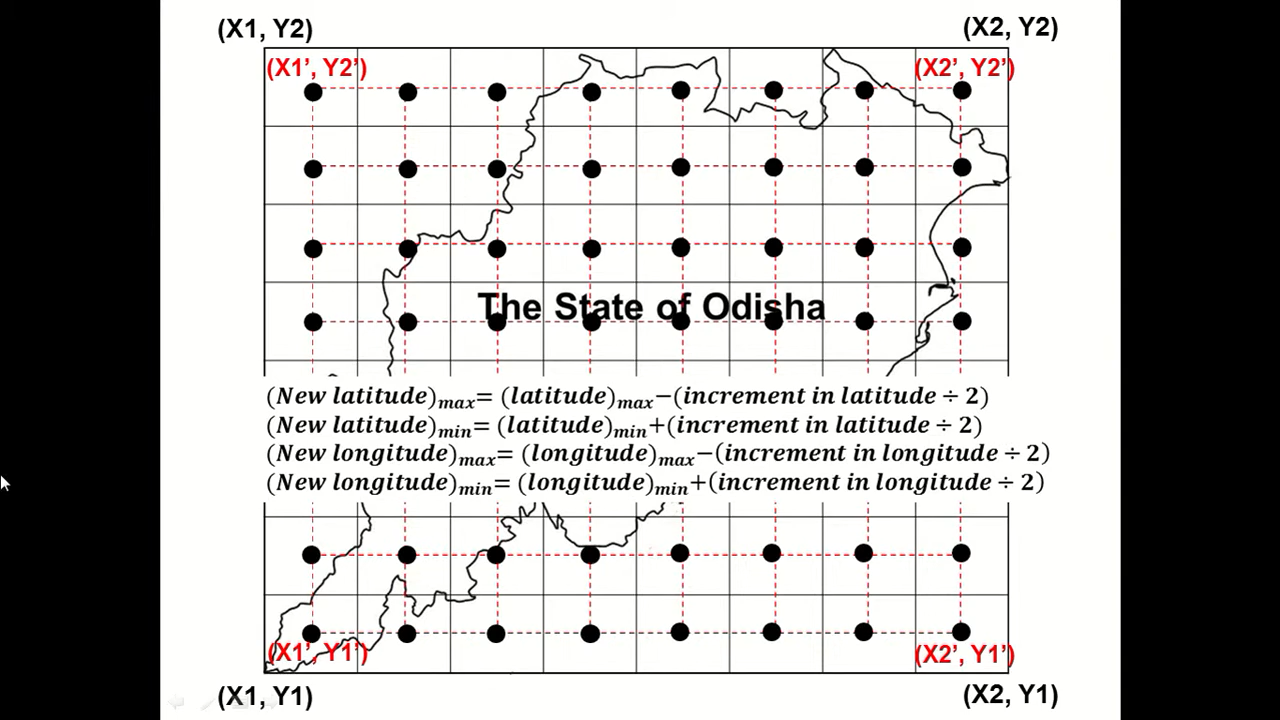 (X1, Y2) (X2, Y2)
(X1’, Y2’) (X2’, Y2’)
The State of Odisha
(New latitude)max= (latitude)max−(increment in latitude ÷ 2)
(New latitude)min= (latitude)min+(increment in latitude ÷ 2)
(New longitude)max= (longitude)max−(increment in longitude ÷ 2)
(New longitude)min= (longitude)min+(increment in longitude ÷ 2)
(X1’, Y1’) (X2’, Y1’)
(X1, Y1) (X2, Y1)